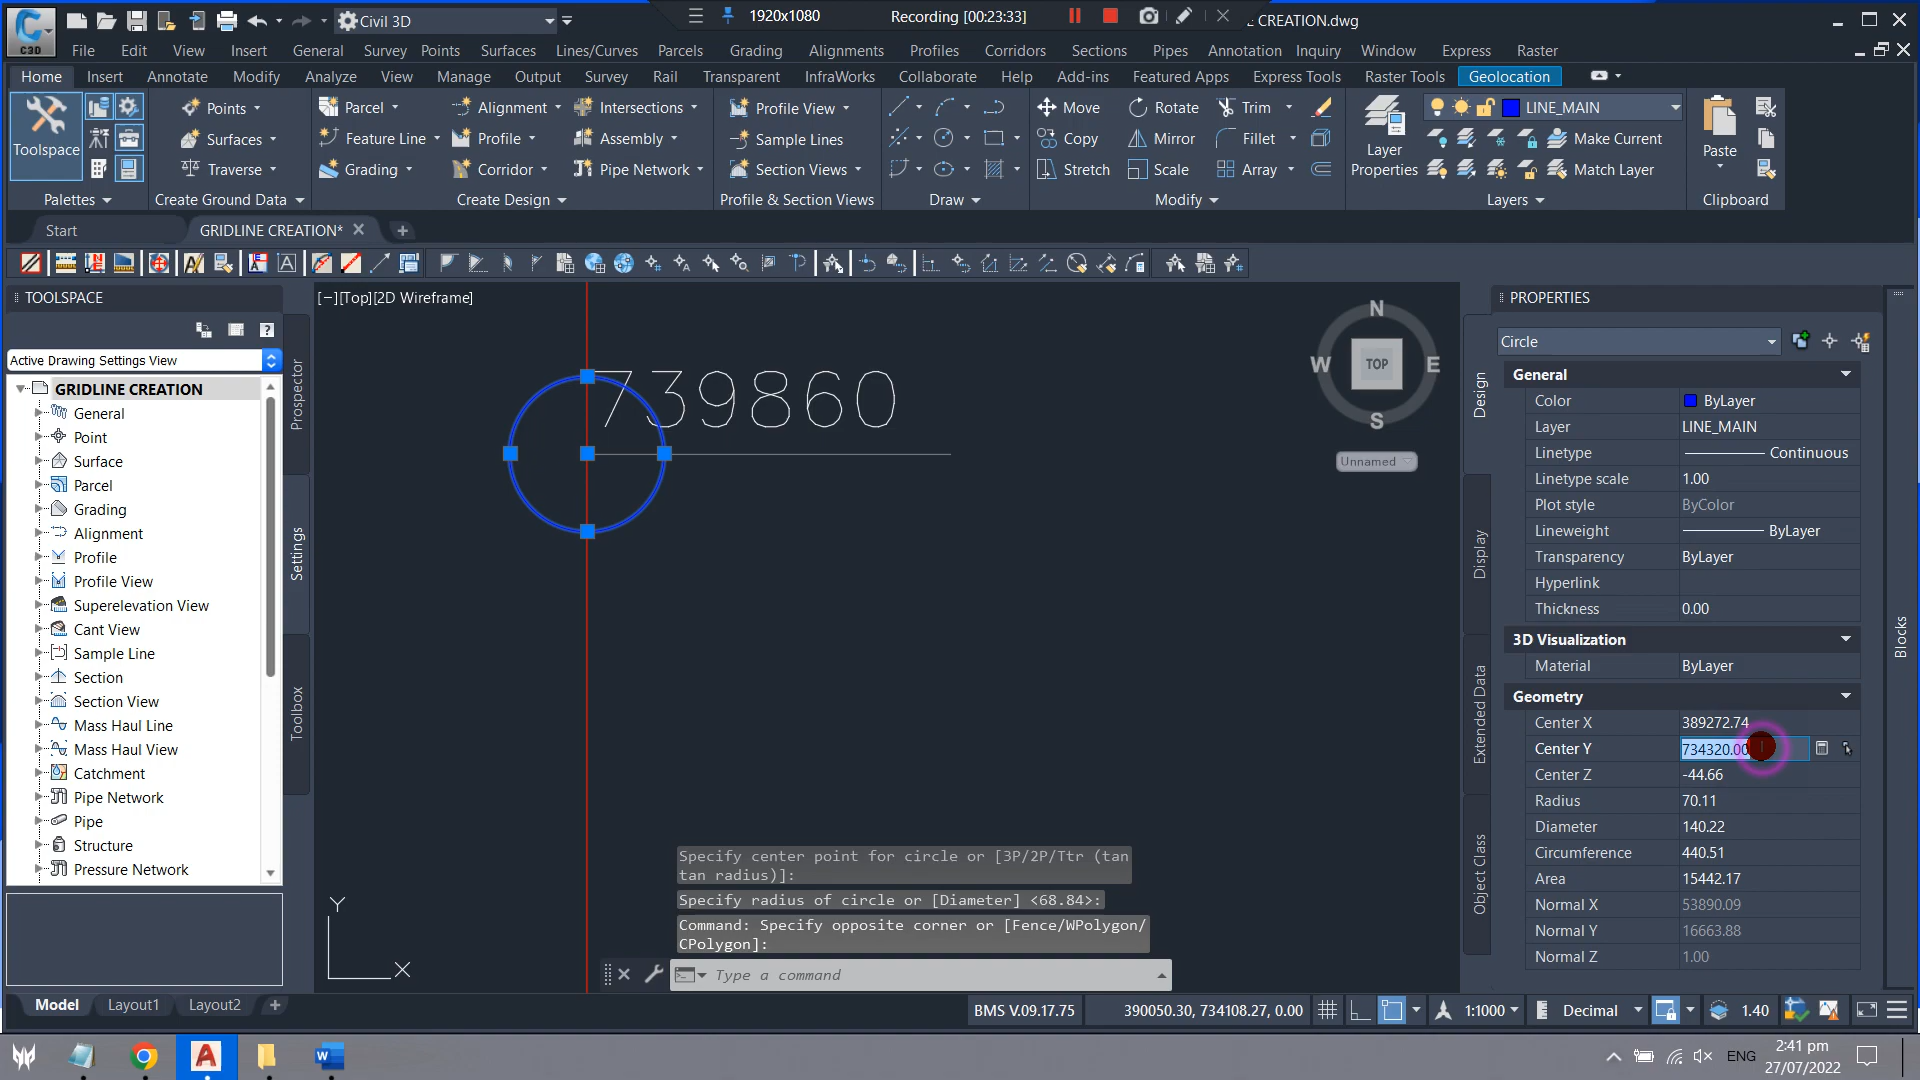 C3D
Civil 3D
1920x1080
Recording [00:23:33]
E CREATION.dwg
File Edit View Insert General Survey Points Surfaces Lines/Curves Parcels Grading Alignments Profiles Corridors Sections Pipes Annotation Inquiry Window Express Raster
Home Insert Annotate Modify Analyze View Manage Output Survey Rail Transparent InfraWorks Collaborate Help Add-ins Featured Apps Express Tools Raster Tools Geolocation
Points Parcel Alignment Intersections Profile View Move Rotate Trim LINE_MAIN
Toolspace Surfaces Feature Line Profile Assembly Sample Lines Copy Mirror Fillet Layer Properties Make Current Paste
Traverse Grading Corridor Pipe Network Section Views Stretch Scale Array Match Layer
Palettes Create Ground Data Create Design Profile & Section Views Draw Modify Layers Clipboard
Start GRIDLINE CREATION*
TOOLSPACE
Active Drawing Settings View
GRIDLINE CREATION
General
Point
Surface
Parcel
Grading
Alignment
Profile
Profile View
Superelevation View
Cant View
Sample Line
Section
Section View
Mass Haul Line
Mass Haul View
Catchment
Pipe Network
Pipe
Structure
Pressure Network
Prospector
Settings
Toolbox
[−][Top][2D Wireframe]
739860
N
W TOP E
S
Unnamed
Y
X
Specify center point for circle or [3P/2P/Ttr (tan
tan radius)]:
Specify radius of circle or [Diameter] <68.84>:
Command: Specify opposite corner or [Fence/WPolygon/
CPolygon]:
Type a command
PROPERTIES
Circle
Design
Display
Extended Data
Object Class
Blocks
General
Color ByLayer
Layer LINE_MAIN
Linetype Continuous
Linetype scale 1.00
Plot style ByColor
Lineweight ByLayer
Transparency ByLayer
Hyperlink
Thickness 0.00
3D Visualization
Material ByLayer
Geometry
Center X 389272.74
Center Y 734320.00
Center Z -44.66
Radius 70.11
Diameter 140.22
Circumference 440.51
Area 15442.17
Normal X 53890.09
Normal Y 16663.88
Normal Z 1.00
Model Layout1 Layout2
BMS V.09.17.75 390050.30, 734108.27, 0.00 1:1000 Decimal 1.40
ENG
2:41 pm
27/07/2022